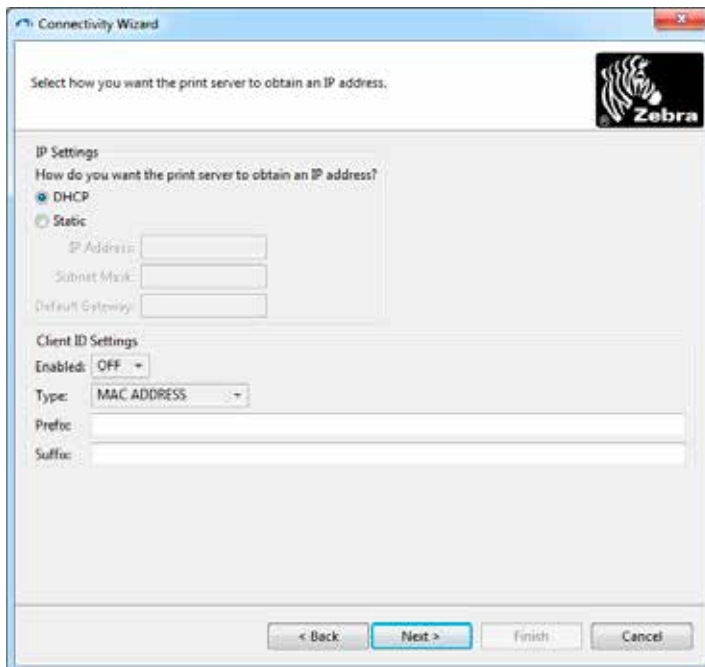 Connectivity Wizard
Select how you want the print server to obtain an IP address.
® Zebra
IP Settings
How do you want the print server to obtain an IP address?
DHCP
Static
IP Address:
Subnet Mask:
Default Gateway:
Client ID Settings
Enabled: OFF
Type: MAC ADDRESS
Prefix:
Suffix:
< Back Next > Finish Cancel